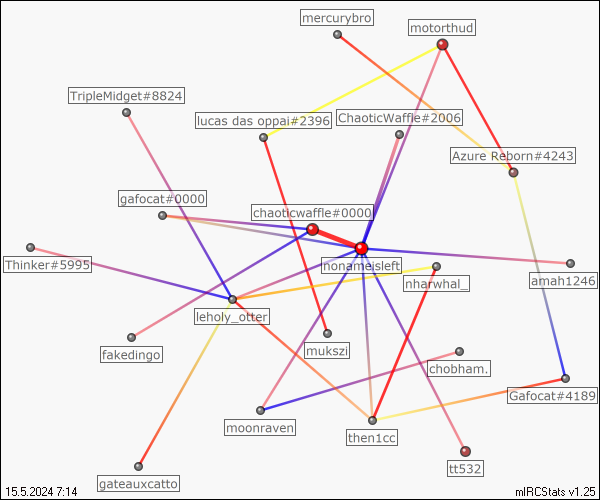 mercurybro
motorthud
TripleMidget#8824
lucas das oppai#2396
ChaoticWaffle#2006
Azure Reborn#4243
gafocat#0000
chaoticwaffle#0000
Thinker#5995
nonameisleft
nharwhal_
amah1246
leholy_otter
fakedingo
mukszi
chobham.
Gafocat#4189
moonraven
then1cc
tt532
gateauxcatto
15.5.2024 7:14
mIRCStats v1.25